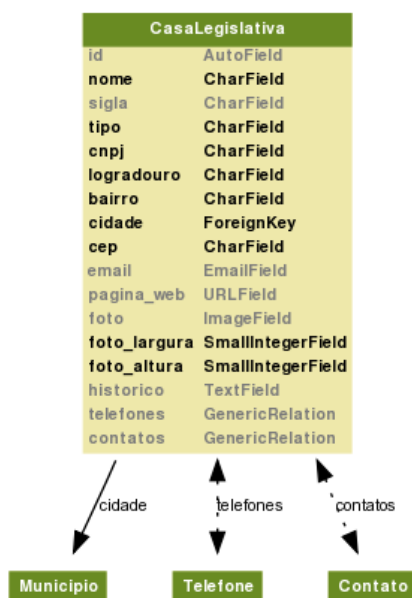 CasaLegislativa
id AutoField
nome CharField
sigla CharField
tipo CharField
cnpj CharField
logradouro CharField
bairro CharField
cidade ForeignKey
cep CharField
email EmailField
pagina_web URLField
foto ImageField
foto_largura SmallIntegerField
foto_altura SmallIntegerField
historico TextField
telefones GenericRelation
contatos GenericRelation
cidade telefones contatos
Municipio Telefone Contato